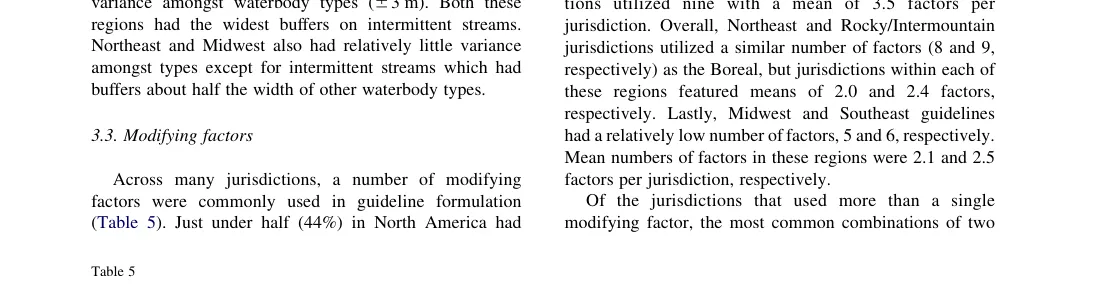 variance amongst waterbody types (±3 m). Both these
regions had the widest buffers on intermittent streams.
Northeast and Midwest also had relatively little variance
amongst types except for intermittent streams which had
buffers about half the width of other waterbody types.
3.3. Modifying factors
Across many jurisdictions, a number of modifying
factors were commonly used in guideline formulation
(Table 5). Just under half (44%) in North America had
tions utilized nine with a mean of 3.5 factors per
jurisdiction. Overall, Northeast and Rocky/Intermountain
jurisdictions utilized a similar number of factors (8 and 9,
respectively) as the Boreal, but jurisdictions within each of
these regions featured means of 2.0 and 2.4 factors,
respectively. Lastly, Midwest and Southeast guidelines
had a relatively low number of factors, 5 and 6, respectively.
Mean numbers of factors in these regions were 2.1 and 2.5
factors per jurisdiction, respectively.
Of the jurisdictions that used more than a single
modifying factor, the most common combinations of two
Table 5